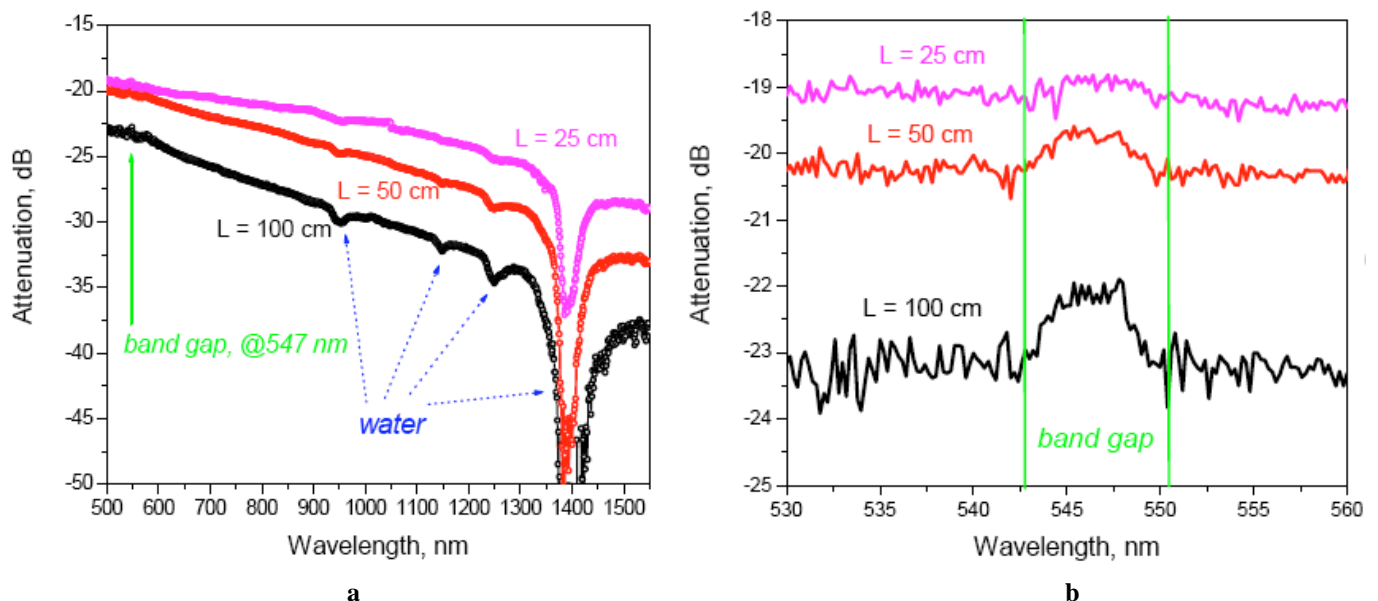 -15
-20
-25
-30
-35
-40
-45
-50
Attenuation, dB
L = 25 cm
L = 50 cm
L = 100 cm
band gap, @547 nm
water
500 600 700 800 900 1000 1100 1200 1300 1400 1500
Wavelength, nm
a
-18
-19
-20
-21
-22
-23
-24
-25
Attenuation, dB
L = 25 cm
L = 50 cm
L = 100 cm
band gap
530 535 540 545 550 555 560
Wavelength, nm
b